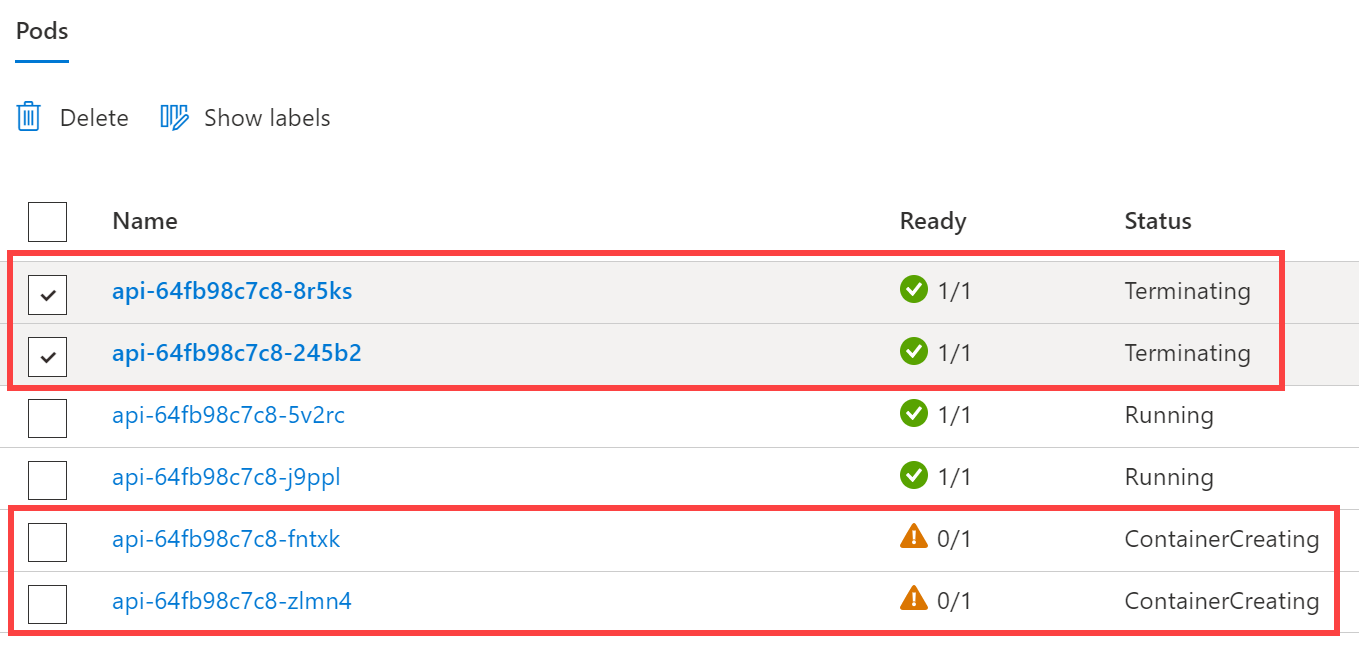 Pods
Delete Show labels
Name Ready Status
api-64fb98c7c8-8r5ks 1/1 Terminating
api-64fb98c7c8-245b2 1/1 Terminating
api-64fb98c7c8-5v2rc 1/1 Running
api-64fb98c7c8-j9ppl 1/1 Running
api-64fb98c7c8-fntxk 0/1 ContainerCreating
api-64fb98c7c8-zlmn4 0/1 ContainerCreating